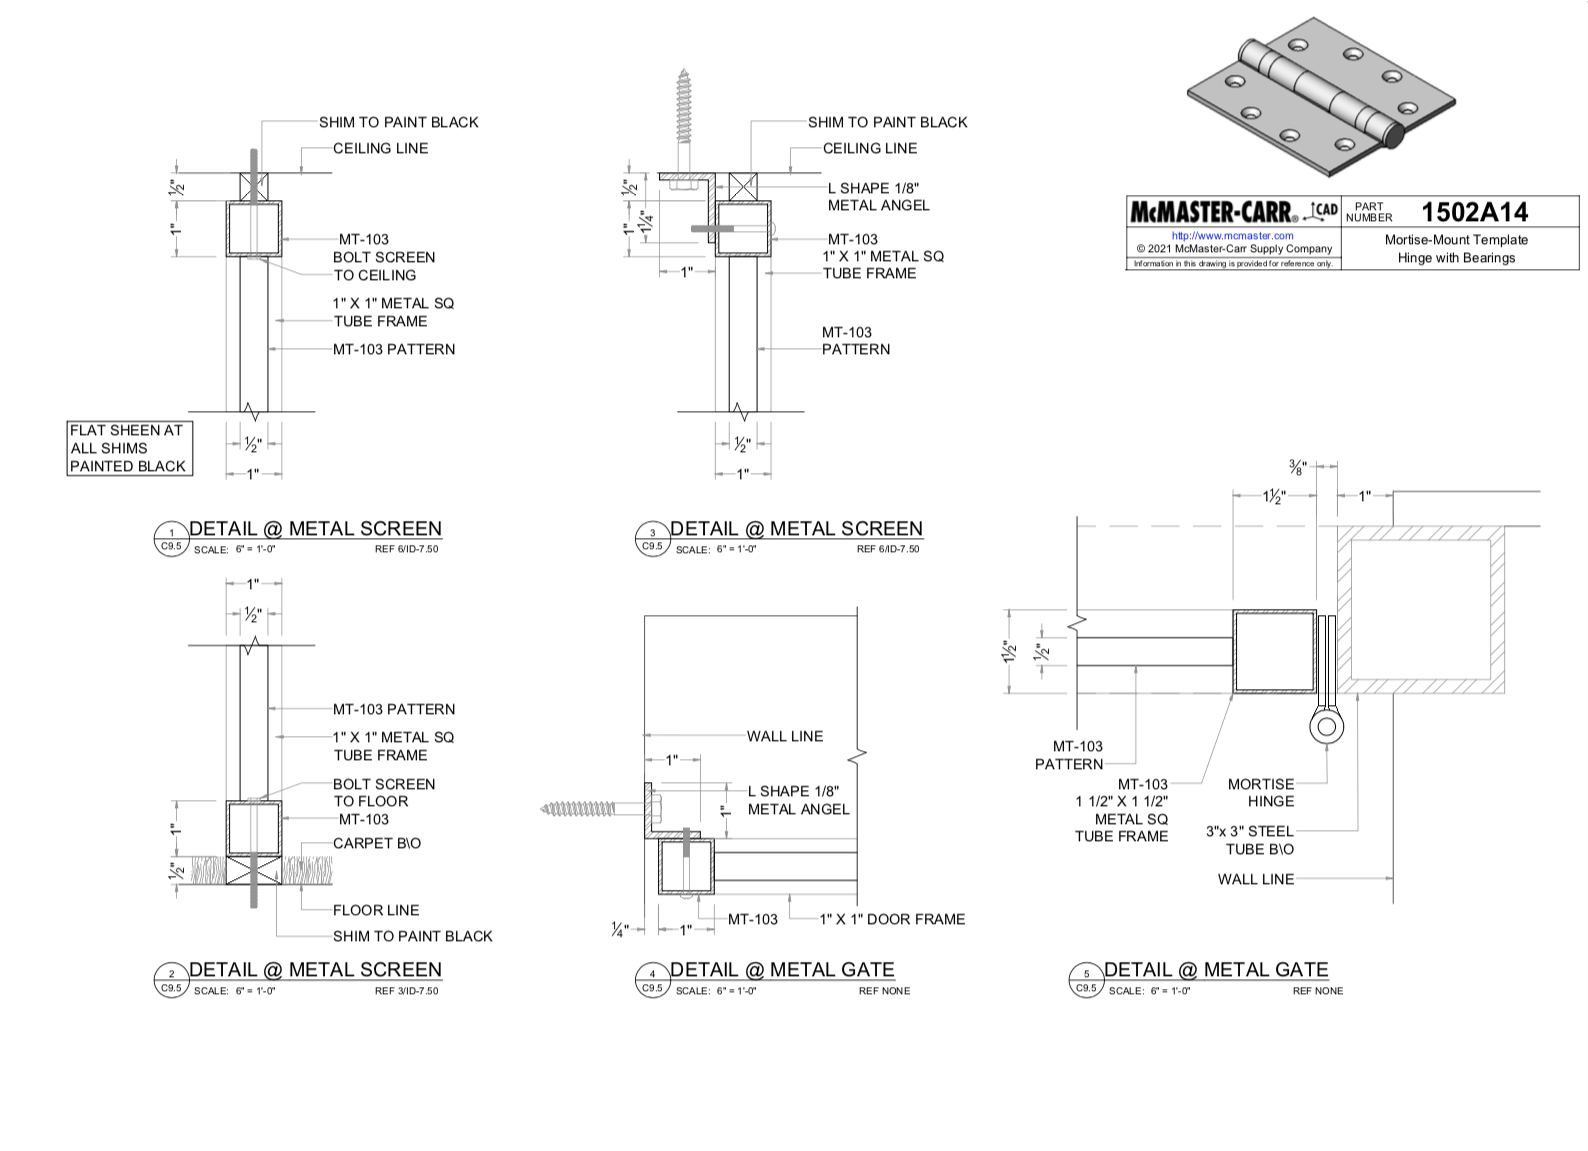 SHIM TO PAINT BLACK
CEILING LINE
1/2"
1"
MT-103
BOLT SCREEN
TO CEILING
1" X 1" METAL SQ
TUBE FRAME
MT-103 PATTERN
FLAT SHEEN AT
ALL SHIMS
PAINTED BLACK
1/2"
1"
1
C9.5
DETAIL @ METAL SCREEN
SCALE: 6" = 1'-0"
REF 6/ID-7.50
SHIM TO PAINT BLACK
CEILING LINE
L SHAPE 1/8"
METAL ANGEL
1/2"
1"
1 1/4"
1"
MT-103
1" X 1" METAL SQ
TUBE FRAME
MT-103
PATTERN
1/2"
1"
3
C9.5
DETAIL @ METAL SCREEN
SCALE: 6" = 1'-0"
REF 6/ID-7.50
McMASTER-CARR® CAD
PART
NUMBER
1502A14
http://www.mcmaster.com
© 2021 McMaster-Carr Supply Company
Information in this drawing is provided for reference only.
Mortise-Mount Template
Hinge with Bearings
1"
1/2"
MT-103 PATTERN
1" X 1" METAL SQ
TUBE FRAME
BOLT SCREEN
TO FLOOR
MT-103
1"
CARPET B\O
1/2"
FLOOR LINE
SHIM TO PAINT BLACK
2
C9.5
DETAIL @ METAL SCREEN
SCALE: 6" = 1'-0"
REF 3/ID-7.50
WALL LINE
1"
L SHAPE 1/8"
METAL ANGEL
1"
1/4"
1"
MT-103
1" X 1" DOOR FRAME
4
C9.5
DETAIL @ METAL GATE
SCALE: 6" = 1'-0"
REF NONE
3/8"
1 1/2"
1"
1 1/2"
1/2"
MT-103
PATTERN
MT-103
1 1/2" X 1 1/2"
METAL SQ
TUBE FRAME
MORTISE
HINGE
3"x 3" STEEL
TUBE B\O
WALL LINE
5
C9.5
DETAIL @ METAL GATE
SCALE: 6" = 1'-0"
REF NONE